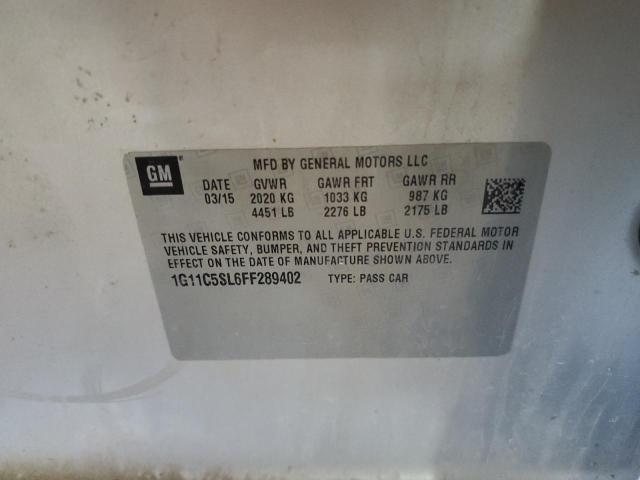 GM
MFD BY GENERAL MOTORS LLC
DATE GVWR GAWR FRT GAWR RR
03/15 2020 KG 1033 KG 987 KG
4451 LB 2276 LB 2175 LB
THIS VEHICLE CONFORMS TO ALL APPLICABLE U.S. FEDERAL MOTOR
VEHICLE SAFETY, BUMPER, AND THEFT PREVENTION STANDARDS IN
EFFECT ON THE DATE OF MANUFACTURE SHOWN ABOVE.
1G11C5SL6FF289402 TYPE: PASS CAR